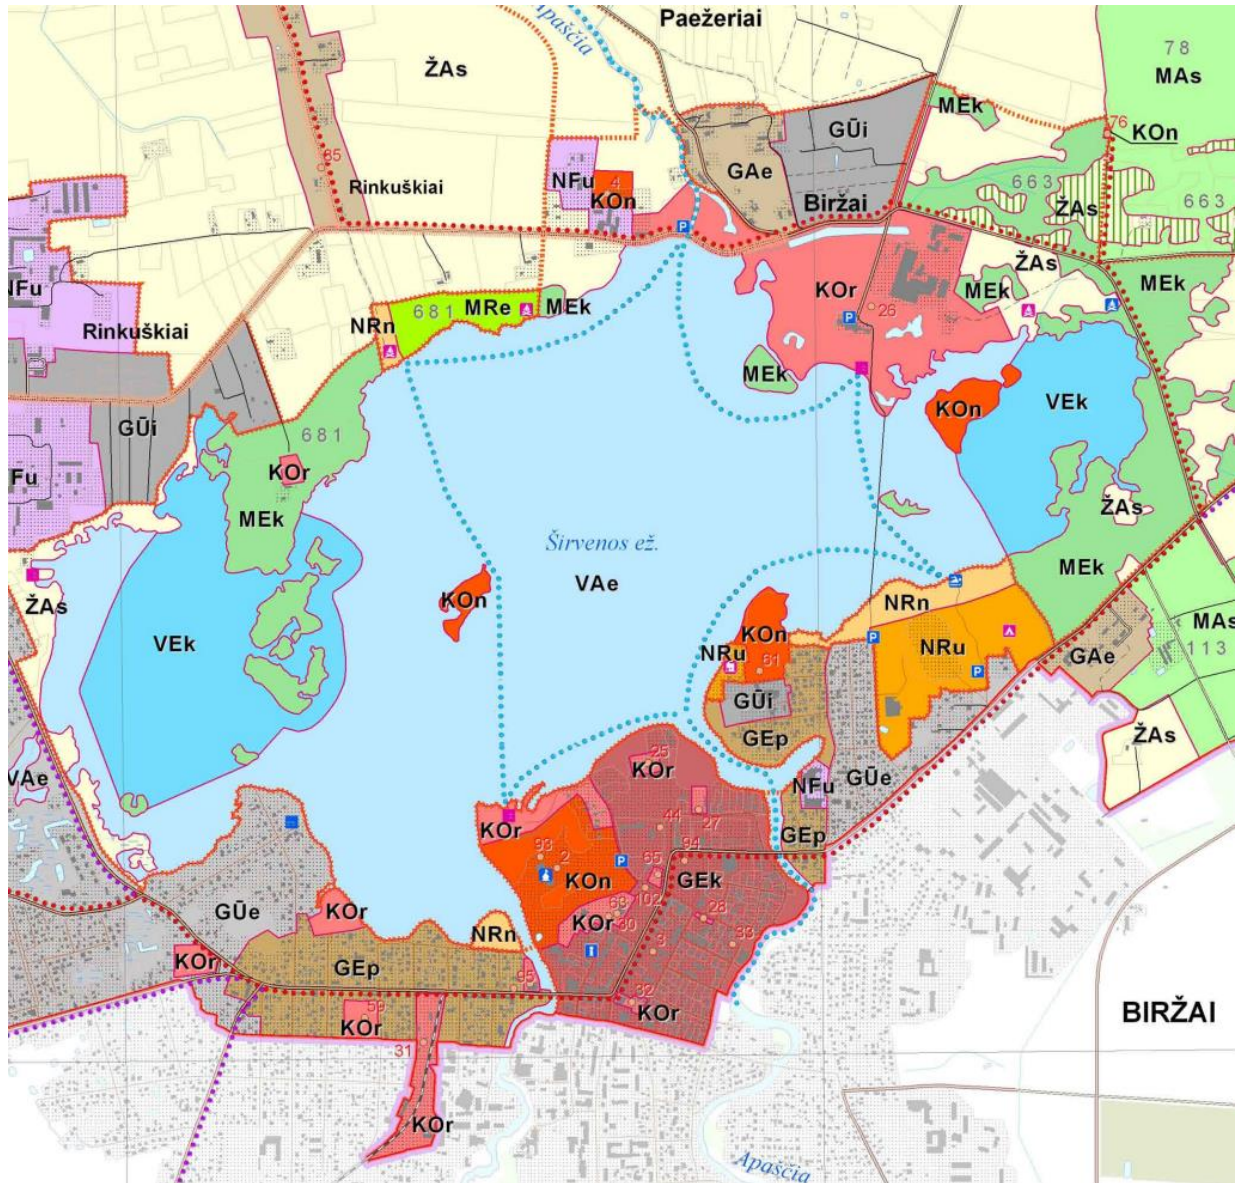 Apaščia
Paežeriai
ŽAs
78
MAs
MEk
GŪi
76
KOn
GAe
85
NFu
4
KOn
Rinkuškiai
Biržai
663
ŽAs
663
P
NFu
ŽAs
MEk
KOr
MEk
26
P
NRn
681
MRe
MEk
Rinkuškiai
MEk
KOn
VEk
GŪi
681
KOr
Fu
MEk
ŽAs
Širvenos ež.
VAe
KOn
MEk
ŽAs
NRn
VEk
KOn
P
NRu
NRu
MAs
61
GAe
113
P
GŪi
GEp
ŽAs
25
KOr
VAe
NFu
GŪe
KOr
27
44
GEp
93
P
65
94
2
KOn
GEk
102
GŪe
KOr
63
KOr
28
30
NRn
3
33
KOr
GEp
95
32
59
KOr
KOr
BIRŽAI
31
KOr
Apaščia